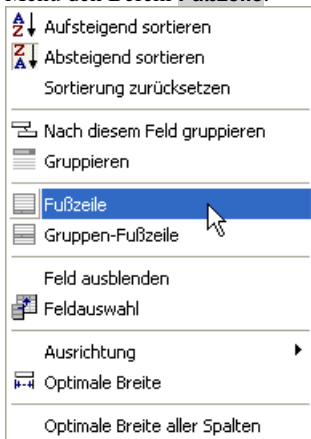 Menü den Befehl Fußzeile.
Aufsteigend sortieren
Absteigend sortieren
Sortierung zurücksetzen
Nach diesem Feld gruppieren
Gruppieren
Fußzeile
Gruppen-Fußzeile
Feld ausblenden
Feldauswahl
Ausrichtung
Optimale Breite
Optimale Breite aller Spalten